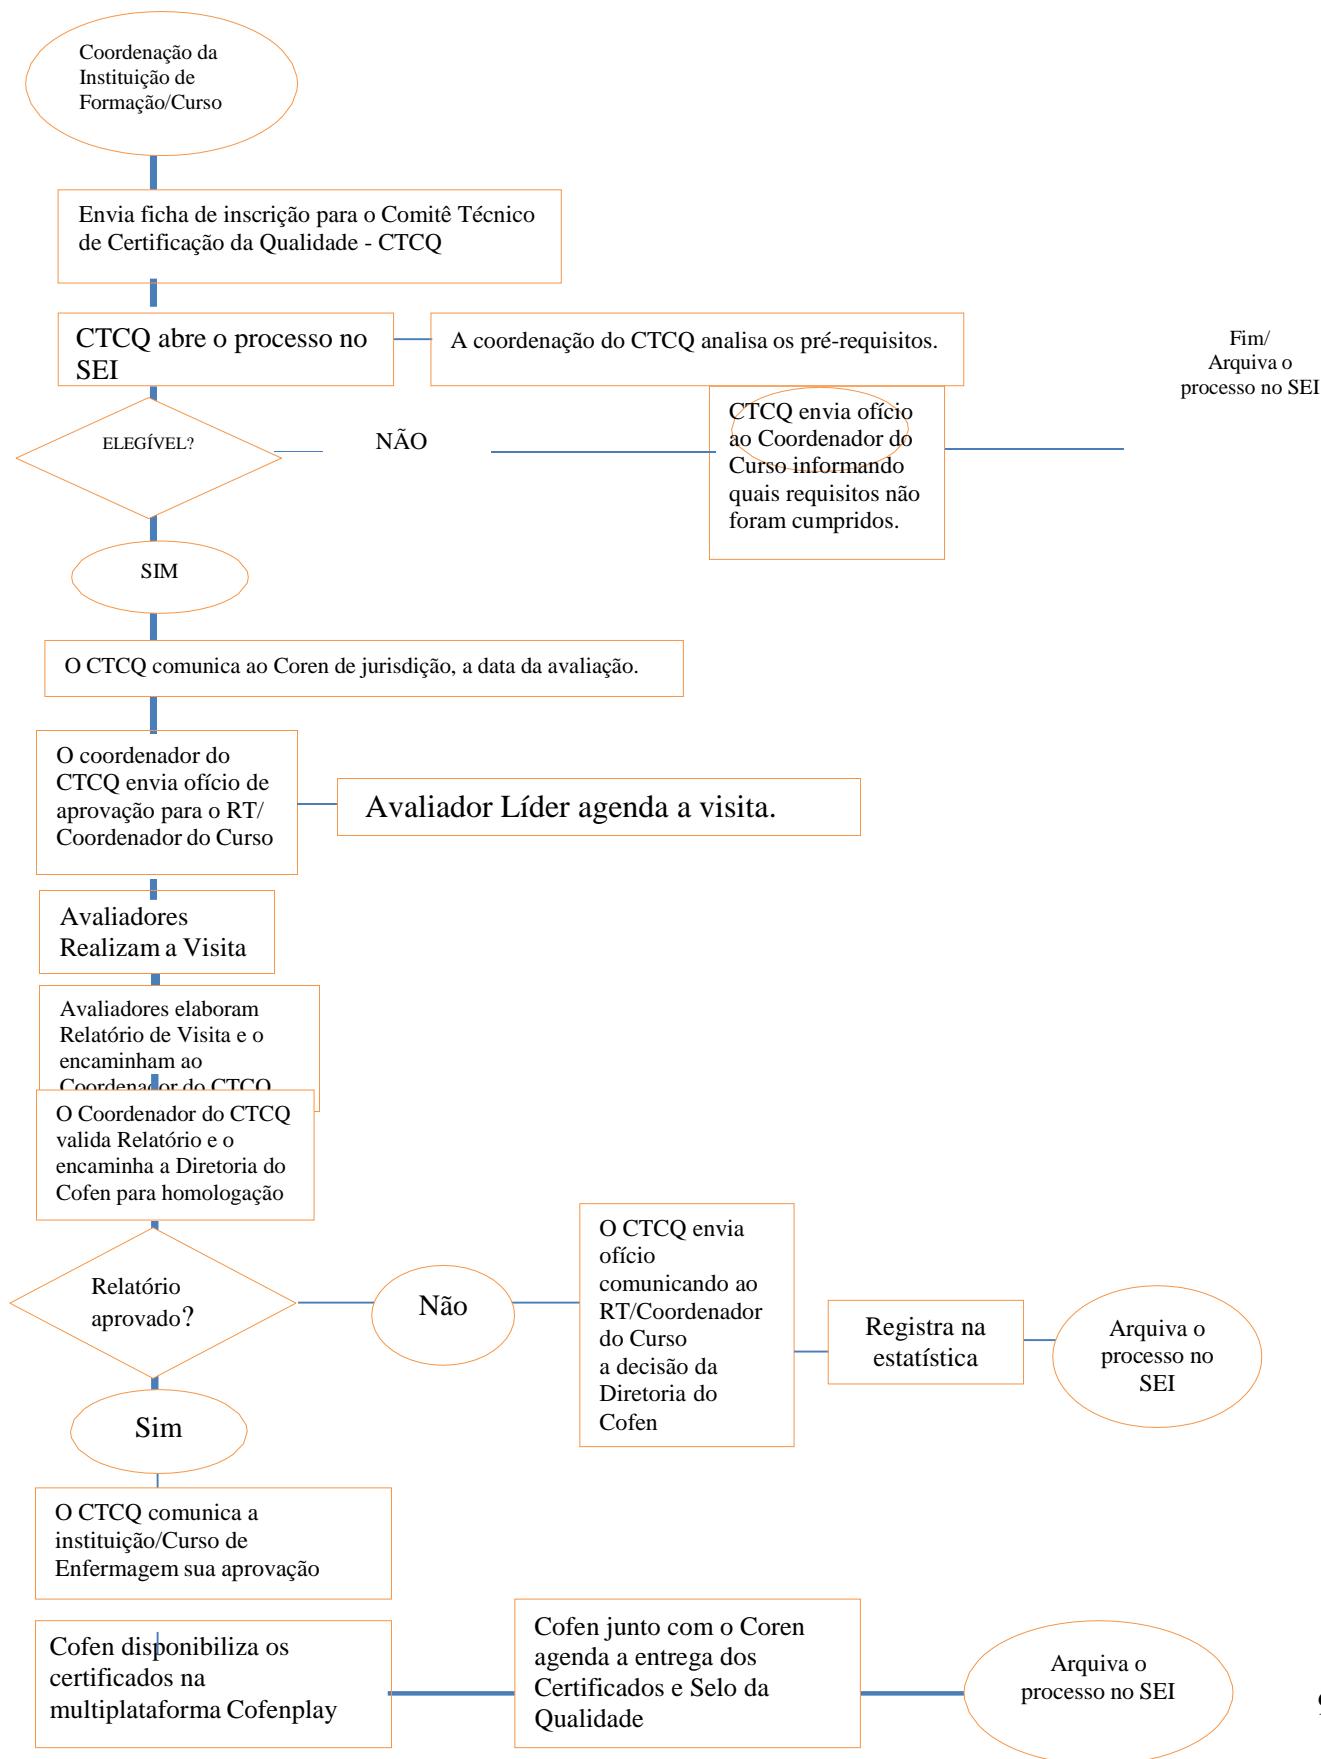 Coordenação da
Instituição de
Formação/Curso
Envia ficha de inscrição para o Comitê Técnico
de Certificação da Qualidade - CTCQ
CTCQ abre o processo no
SEI
A coordenação do CTCQ analisa os pré-requisitos.
Fim/
Arquiva o
processo no SEI
ELEGÍVEL?
NÃO
CTCQ envia ofício
ao Coordenador do
Curso informando
quais requisitos não
foram cumpridos.
SIM
O CTCQ comunica ao Coren de jurisdição, a data da avaliação.
O coordenador do
CTCQ envia ofício de
aprovação para o RT/
Coordenador do Curso
Avaliador Líder agenda a visita.
Avaliadores
Realizam a Visita
Avaliadores elaboram
Relatório de Visita e o
encaminham ao
Coordenador do CTCQ
O Coordenador do CTCQ
valida Relatório e o
encaminha a Diretoria do
Cofen para homologação
Relatório
aprovado?
Não
O CTCQ envia
ofício
comunicando ao
RT/Coordenador
do Curso
a decisão da
Diretoria do
Cofen
Registra na
estatística
Arquiva o
processo no
SEI
Sim
O CTCQ comunica a
instituição/Curso de
Enfermagem sua aprovação
Cofen disponibiliza os
certificados na
multiplataforma Cofenplay
Cofen junto com o Coren
agenda a entrega dos
Certificados e Selo da
Qualidade
Arquiva o
processo no SEI